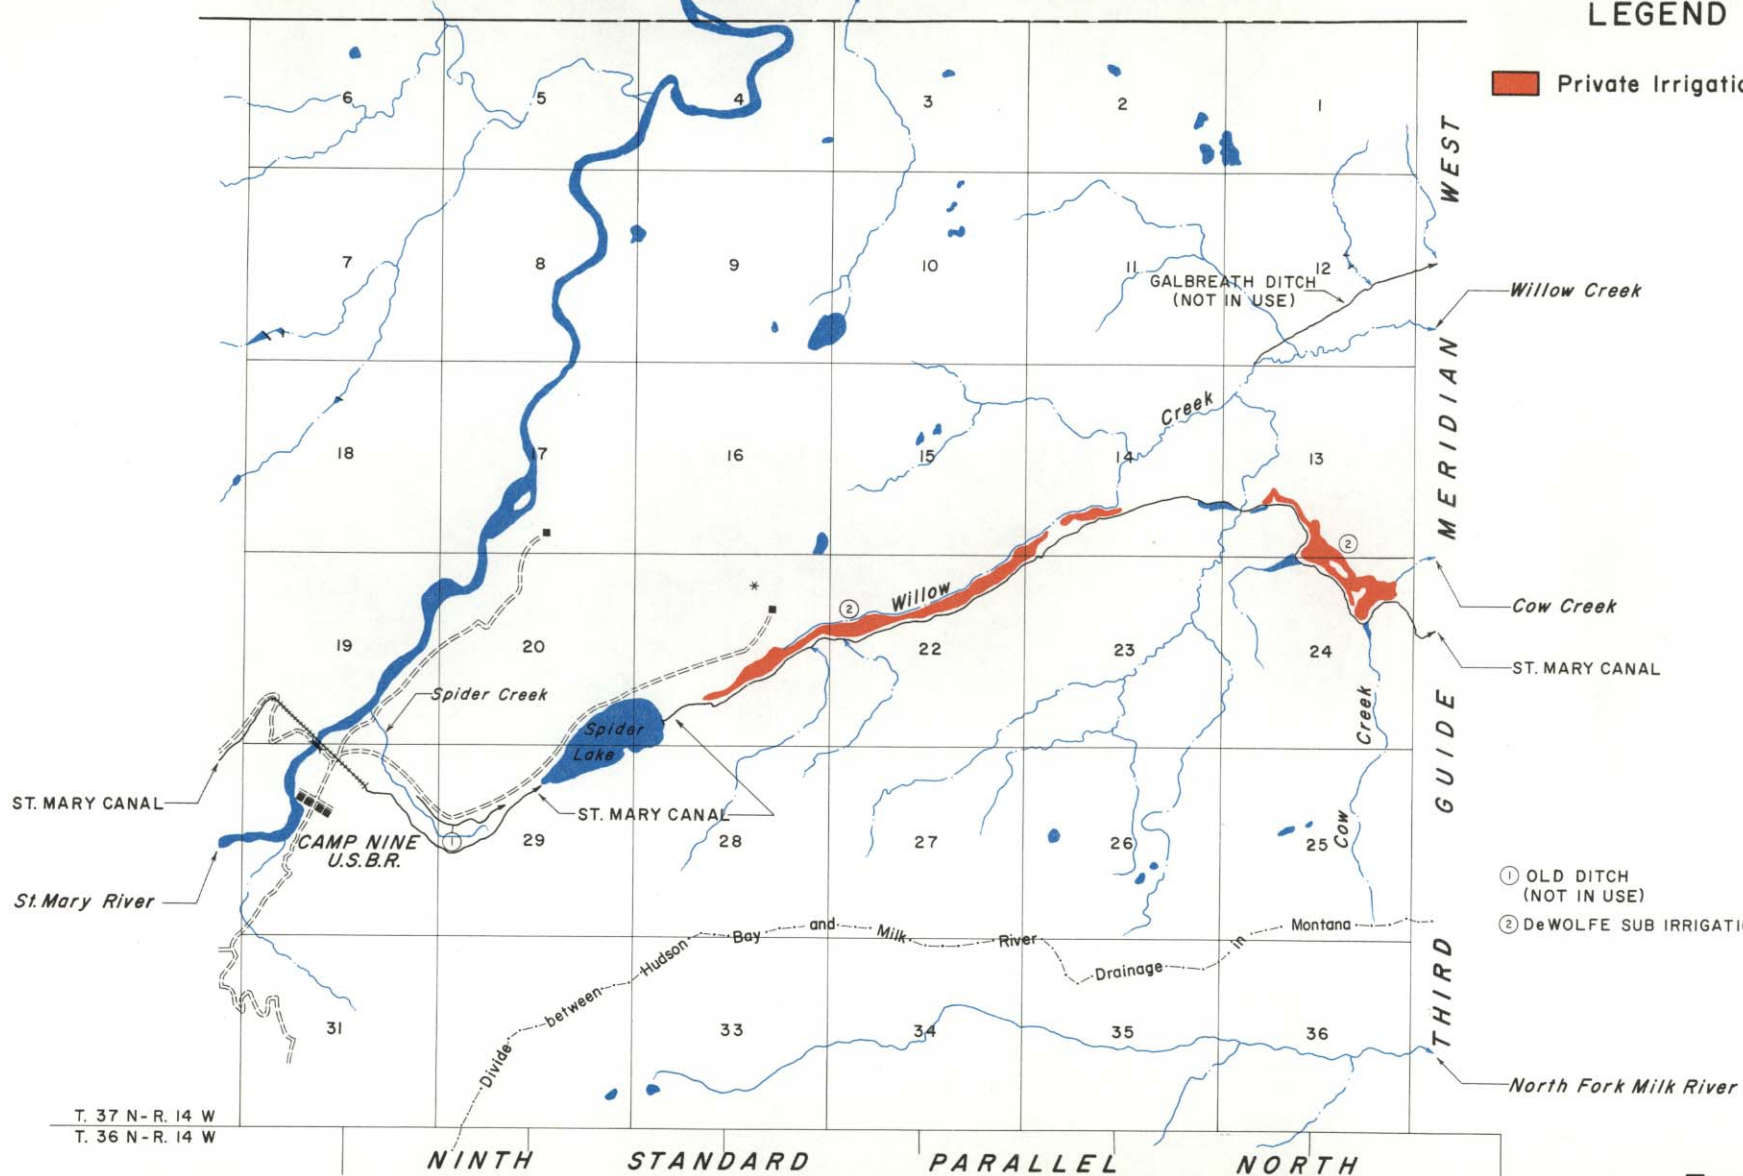 LEGEND
Private Irrigatio
6
5
4
3
2
1
WEST
7
8
9
10
11
12
GALBREATH DITCH
(NOT IN USE)
Willow Creek
MERIDIAN
Creek
18
17
16
15
14
13
2
2
Willow
Cow Creek
19
20
22
23
24
ST. MARY CANAL
Spider Creek
Spider
Lake
Creek
GUIDE
ST. MARY CANAL
ST. MARY CANAL
CAMP NINE
U.S.B.R.
1
29
28
27
26
25
Cow
St. Mary River
1 OLD DITCH
(NOT IN USE)
2 DeWOLFE SUB IRRIGATI
Divide between Hudson Bay and Milk River Drainage in Montana
THIRD
31
33
34
35
36
North Fork Milk River
T. 37 N-R. 14 W
T. 36 N-R. 14 W
NINTH STANDARD PARALLEL NORTH